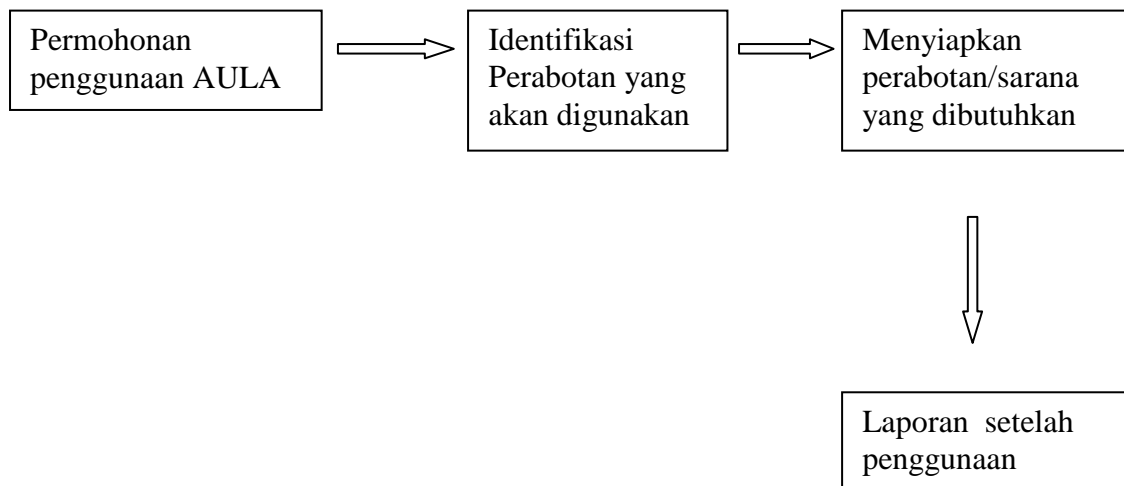 Permohonan
penggunaan AULA
Identifikasi
Perabotan yang
akan digunakan
Menyiapkan
perabotan/sarana
yang dibutuhkan
Laporan setelah
penggunaan